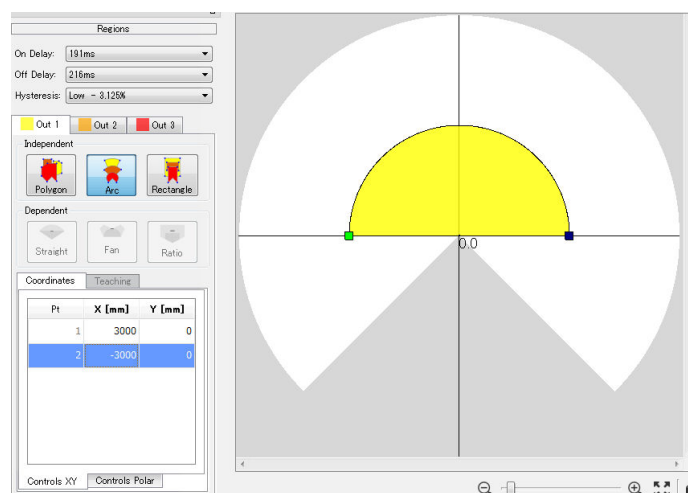 Regions
On Delay: 191ms
Off Delay: 216ms
Hysteresis: Low - 3.125%
Out 1 Out 2 Out 3
Independent
Polygon Arc Rectangle
Dependent
Straight Fan Ratio
Coordinates Teaching
Pt X [mm] Y [mm]
1 3000 0
2 -3000 0
Controls XY Controls Polar
0.0